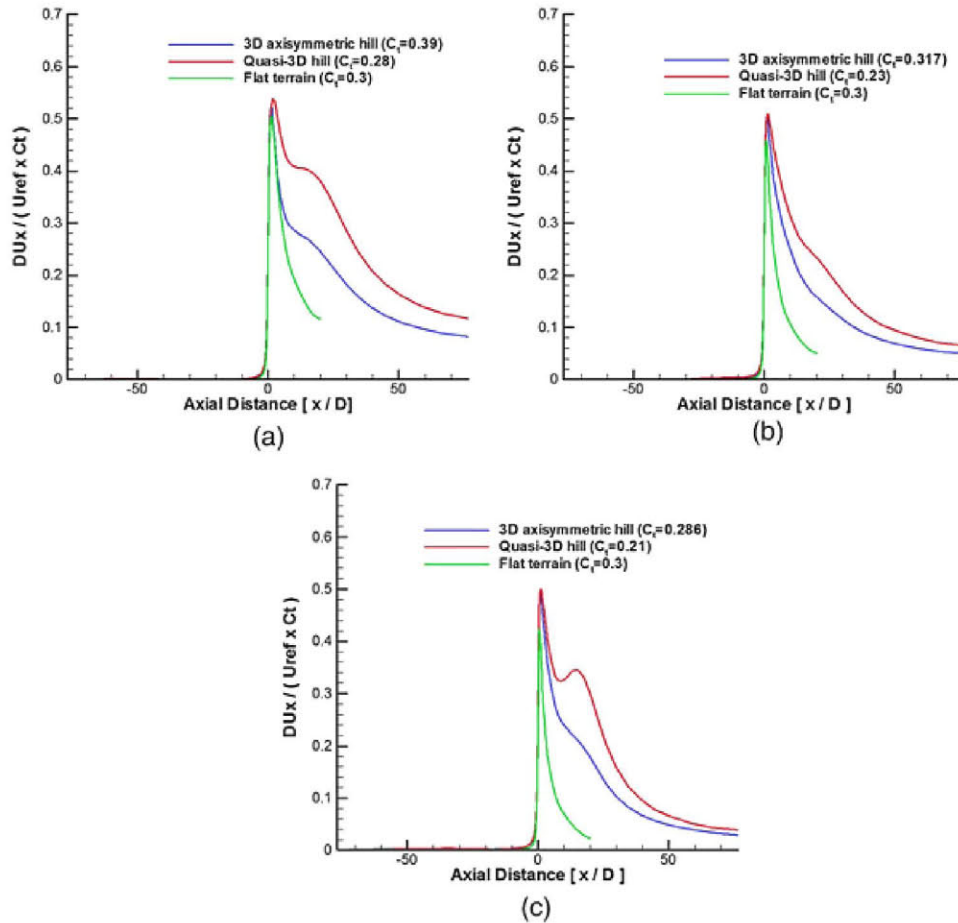 3D axisymmetric hill (Ct=0.39)
Quasi-3D hill (Ct=0.28)
Flat terrain (Ct=0.3)
0.7
0.6
0.5
0.4
0.3
0.2
0.1
0
DUx / ( Uref x Ct )
-50 0 50
Axial Distance [ x / D ]
(a)
3D axisymmetric hill (Ct=0.317)
Quasi-3D hill (Ct=0.23)
Flat terrain (Ct=0.3)
0.7
0.6
0.5
0.4
0.3
0.2
0.1
0
DUx / ( Uref x Ct )
-50 0 50
Axial Distance [ x / D ]
(b)
3D axisymmetric hill (Ct=0.286)
Quasi-3D hill (Ct=0.21)
Flat terrain (Ct=0.3)
0.7
0.6
0.5
0.4
0.3
0.2
0.1
0
DUx / ( Uref x Ct )
-50 0 50
Axial Distance [ x / D ]
(c)